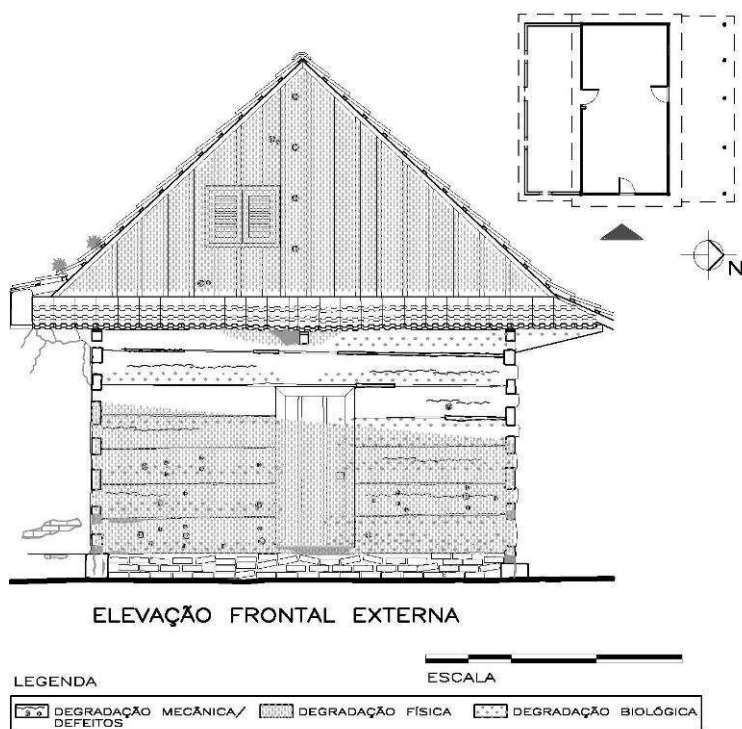 N
ELEVAÇÃO FRONTAL EXTERNA
ESCALA
LEGENDA
DEGRADAÇÃO MECÂNICA/
DEFEITOS
DEGRADAÇÃO FÍSICA
DEGRADAÇÃO BIOLÓGICA